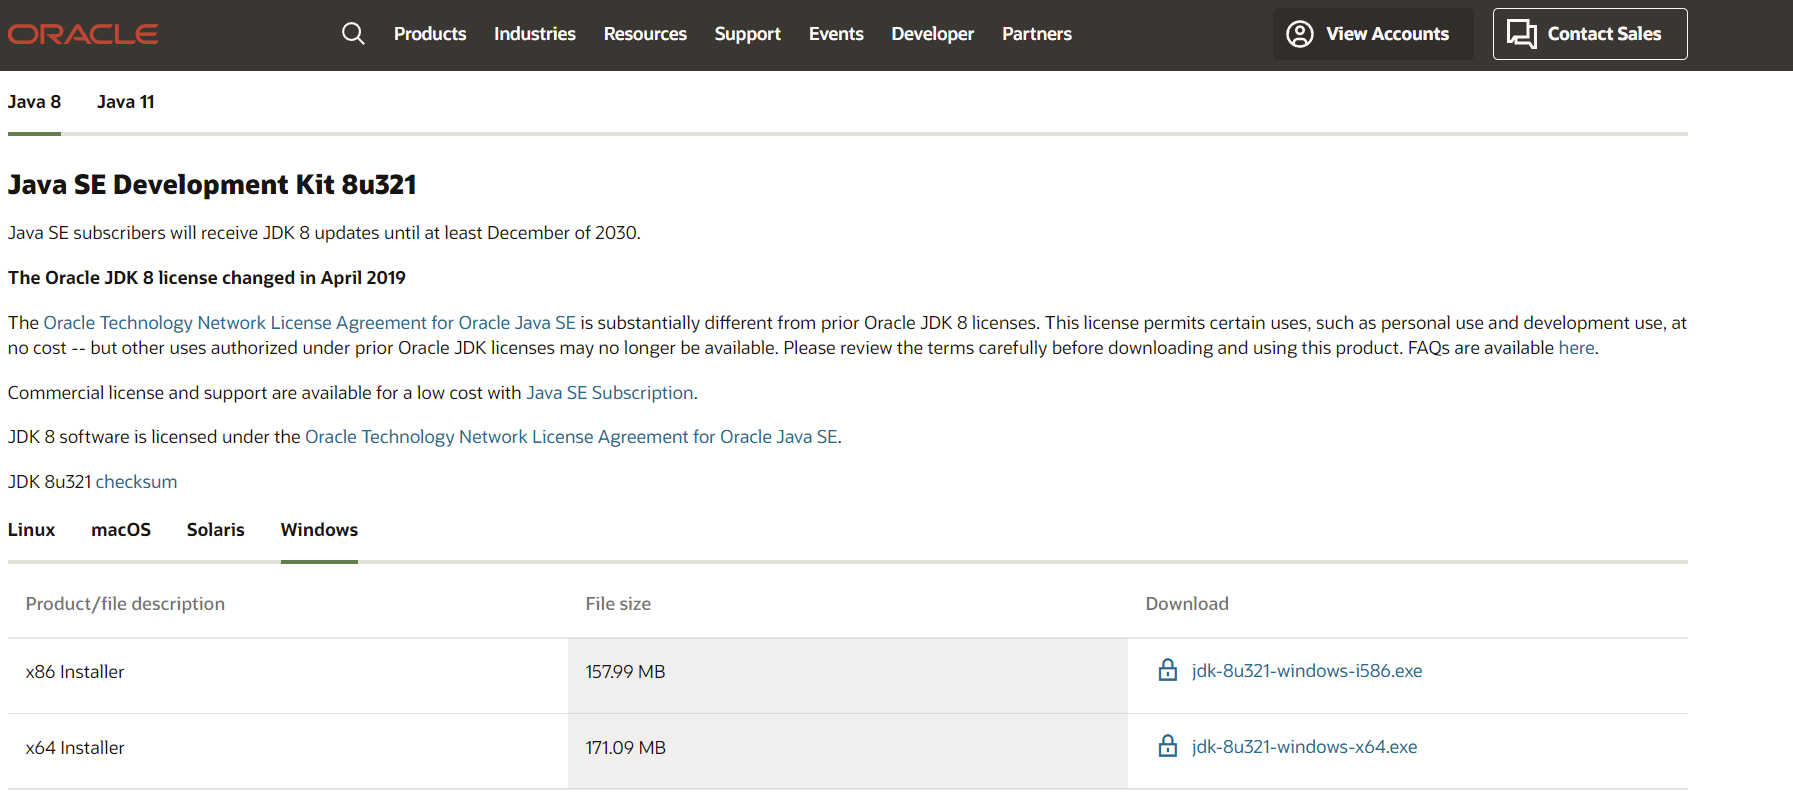 ORACLE Products Industries Resources Support Events Developer Partners View Accounts Contact Sales
Java 8 Java 11
Java SE Development Kit 8u321
Java SE subscribers will receive JDK 8 updates until at least December of 2030.
The Oracle JDK 8 license changed in April 2019
The Oracle Technology Network License Agreement for Oracle Java SE is substantially different from prior Oracle JDK 8 licenses. This license permits certain uses, such as personal use and development use, at
no cost -- but other uses authorized under prior Oracle JDK licenses may no longer be available. Please review the terms carefully before downloading and using this product. FAQs are available here.
Commercial license and support are available for a low cost with Java SE Subscription.
JDK 8 software is licensed under the Oracle Technology Network License Agreement for Oracle Java SE.
JDK 8u321 checksum
Linux macOS Solaris Windows
Product/file description File size Download
x86 Installer 157.99 MB jdk-8u321-windows-i586.exe
x64 Installer 171.09 MB jdk-8u321-windows-x64.exe